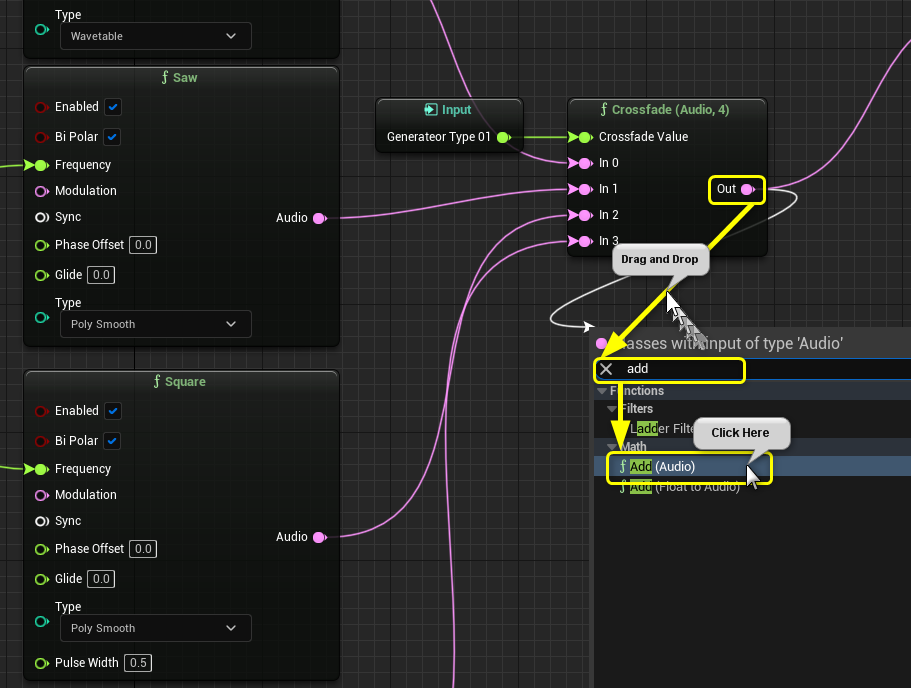 Type
Wavetable
Saw
Enabled
Bi Polar
Frequency
Modulation
Sync
Audio
Phase Offset 0.0
Glide 0.0
Type
Poly Smooth
Square
Enabled
Bi Polar
Frequency
Modulation
Sync
Audio
Phase Offset 0.0
Glide 0.0
Type
Poly Smooth
Pulse Width 0.5
Input
Generateor Type 01
Crossfade (Audio, 4)
Crossfade Value
In 0
In 1
Out
In 2
In 3
Drag and Drop
with input of type 'Audio'
add
Functions
Filters
Ladder
Click Here
Math
Add (Audio)
Add (Float to Audio)